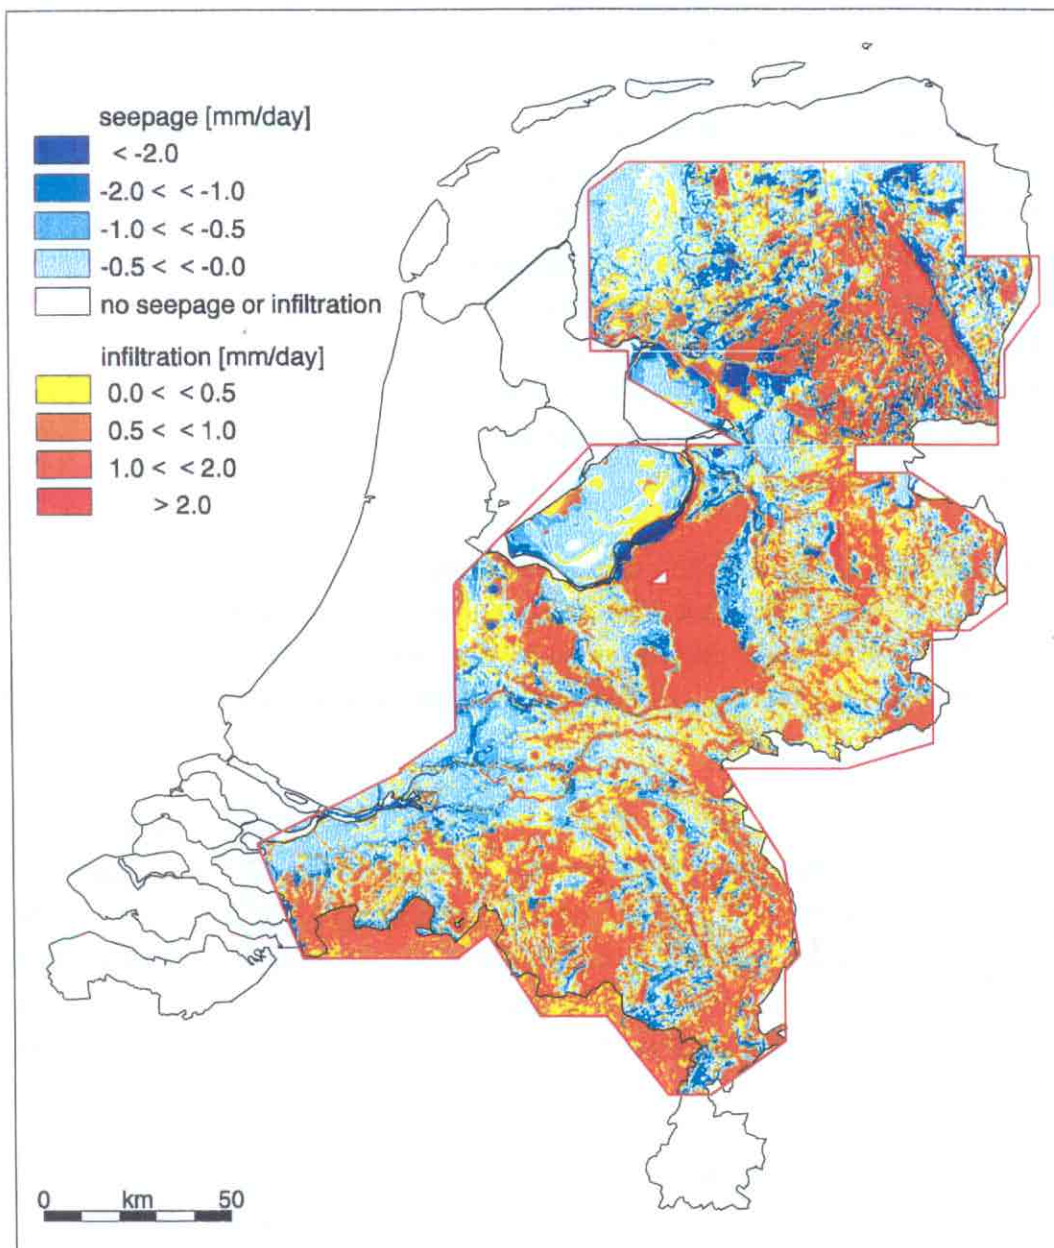 seepage [mm/day]
< -2.0
-2.0 < < -1.0
-1.0 < < -0.5
-0.5 < < -0.0
no seepage or infiltration
infiltration [mm/day]
0.0 < < 0.5
0.5 < < 1.0
1.0 < < 2.0
> 2.0
0 km 50